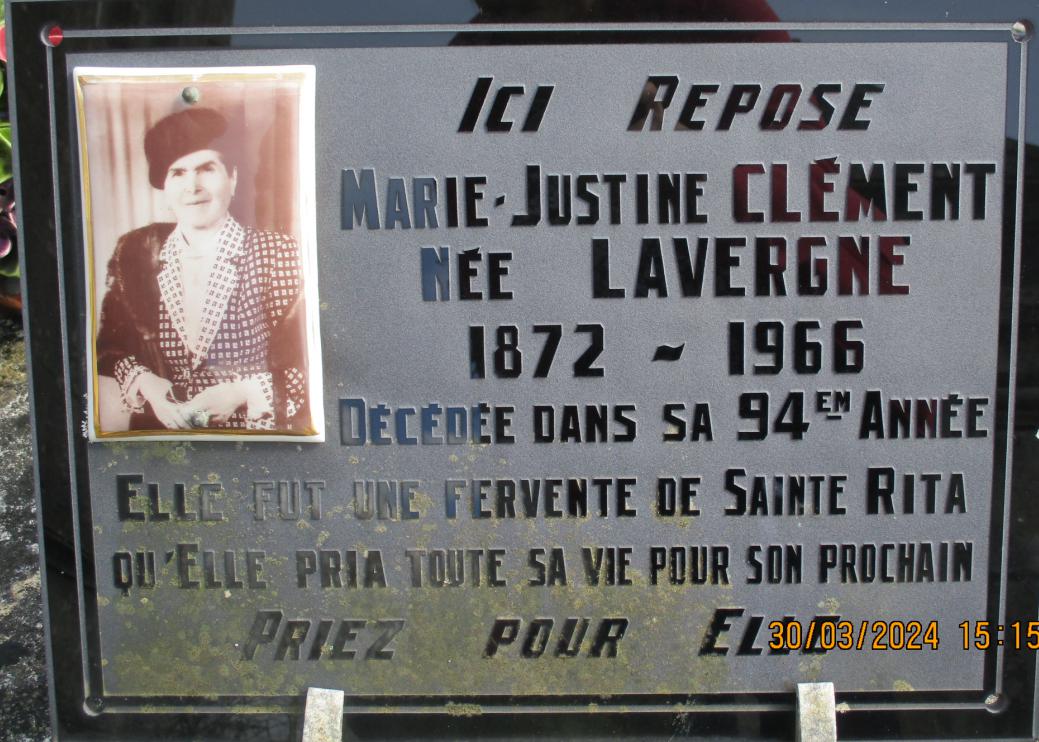 ICI REPOSE
MARIE-JUSTINE CLÉMENT
NÉE LAVERGNE
1872 ~ 1966
DÉCÉDÉE DANS SA 94EM ANNÉE
ELLE FUT UNE FERVENTE DE SAINTE RITA
QU'ELLE PRIA TOUTE SA VIE POUR SON PROCHAIN
PRIEZ POUR ELLE
30/03/2024 15:15